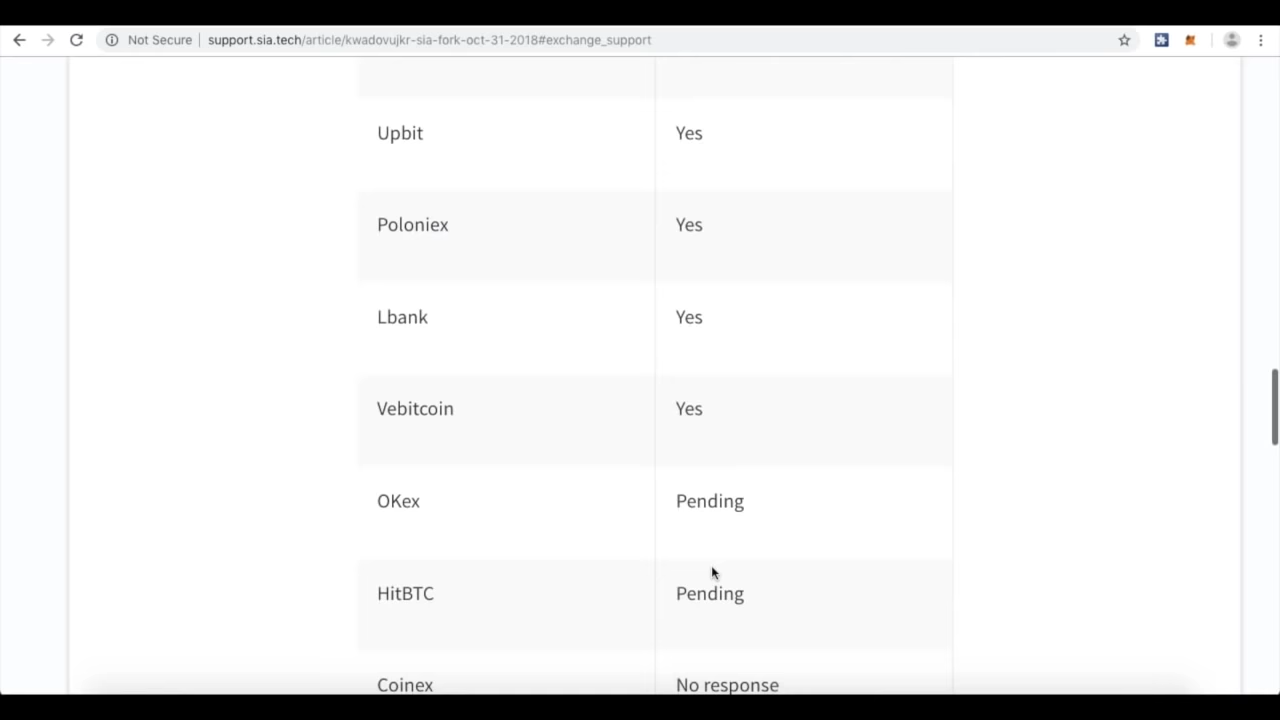 Not Secure support.sia.tech/article/kwadovujkr-sia-fork-oct-31-2018#exchange_support
Upbit Yes
Poloniex Yes
Lbank Yes
Vebitcoin Yes
OKex Pending
HitBTC Pending
Coinex No response